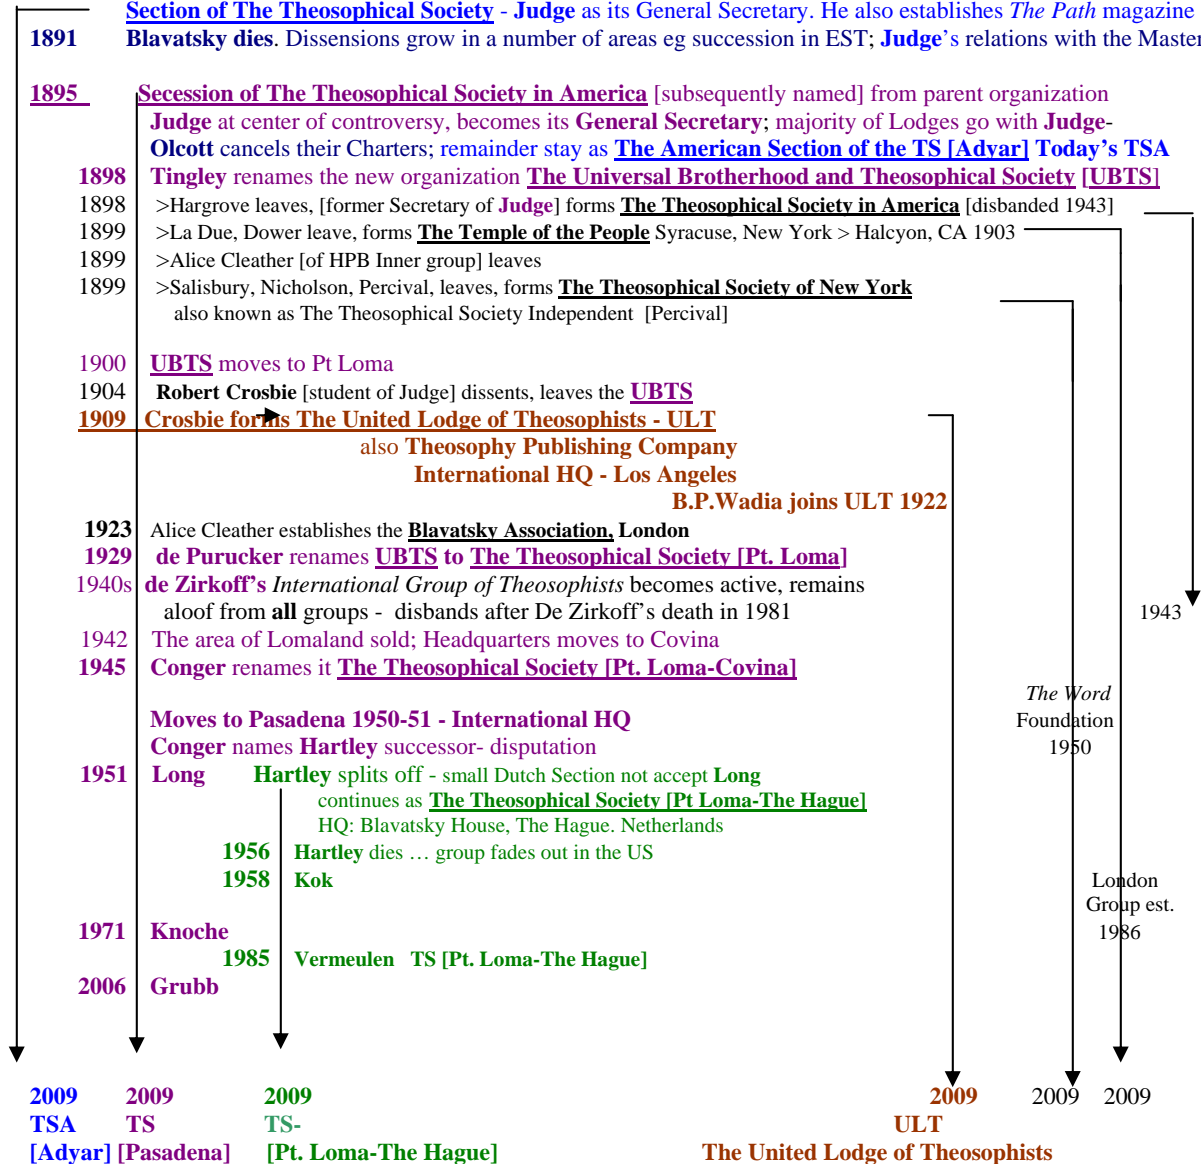 Section of The Theosophical Society - Judge as its General Secretary. He also establishes The Path magazine
1891 Blavatsky dies. Dissensions grow in a number of areas eg succession in EST; Judge's relations with the Master
1895 Secession of The Theosophical Society in America [subsequently named] from parent organization
Judge at center of controversy, becomes its General Secretary; majority of Lodges go with Judge-
Olcott cancels their Charters; remainder stay as The American Section of the TS [Adyar] Today's TSA
1898 Tingley renames the new organization The Universal Brotherhood and Theosophical Society [UBTS]
1898 >Hargrove leaves, [former Secretary of Judge] forms The Theosophical Society in America [disbanded 1943]
1899 >La Due, Dower leave, forms The Temple of the People Syracuse, New York > Halcyon, CA 1903
1899 >Alice Cleather [of HPB Inner group] leaves
1899 >Salisbury, Nicholson, Percival, leaves, forms The Theosophical Society of New York
also known as The Theosophical Society Independent [Percival]
1900 UBTS moves to Pt Loma
1904 Robert Crosbie [student of Judge] dissents, leaves the UBTS
1909 Crosbie forms The United Lodge of Theosophists - ULT
also Theosophy Publishing Company
International HQ - Los Angeles
B.P.Wadia joins ULT 1922
1923 Alice Cleather establishes the Blavatsky Association, London
1929 de Purucker renames UBTS to The Theosophical Society [Pt. Loma]
1940s de Zirkoff's International Group of Theosophists becomes active, remains
aloof from all groups - disbands after De Zirkoff's death in 1981
1943
1942 The area of Lomaland sold; Headquarters moves to Covina
1945 Conger renames it The Theosophical Society [Pt. Loma-Covina]
The Word
Foundation
1950
Moves to Pasadena 1950-51 - International HQ
Conger names Hartley successor- disputation
1951 Long Hartley splits off - small Dutch Section not accept Long
continues as The Theosophical Society [Pt Loma-The Hague]
HQ: Blavatsky House, The Hague. Netherlands
1956 Hartley dies … group fades out in the US
1958 Kok
London
Group est.
1986
1971 Knoche
1985 Vermeulen TS [Pt. Loma-The Hague]
2006 Grubb
2009 2009 2009 2009 2009 2009
TSA TS TS- ULT
[Adyar] [Pasadena] [Pt. Loma-The Hague] The United Lodge of Theosophists